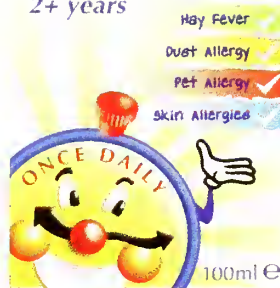 2+ years
Hay Fever
Dust Allergy
Pet Allergy
Skin Allergies
ONCE DAILY
100ml e